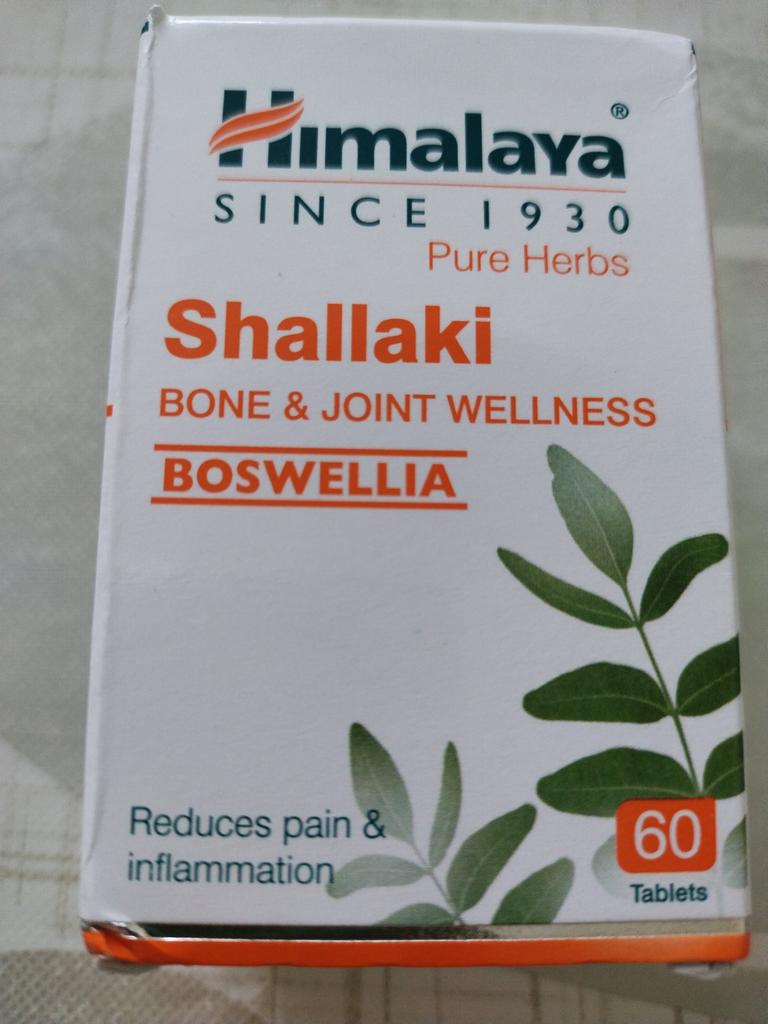 Himalaya®
SINCE 1930
Pure Herbs
Shallaki
BONE & JOINT WELLNESS
BOSWELLIA
Reduces pain &
inflammation
60
Tablets